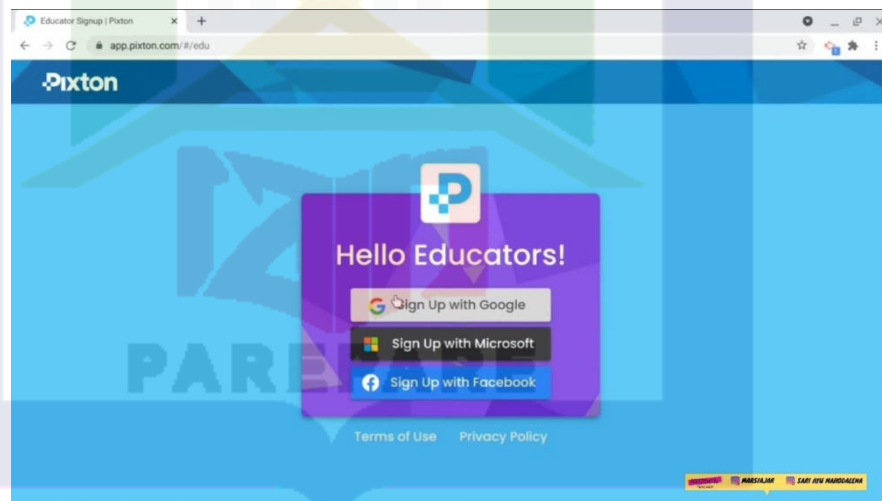 Educator Signup | Pixton
app.pixton.com/#/edu
Pixton
Hello Educators!
Sign Up with Google
Sign Up with Microsoft
Sign Up with Facebook
PAREPARE
Terms of Use Privacy Policy
MARSIAJAR SARI AYU MAHDALENA